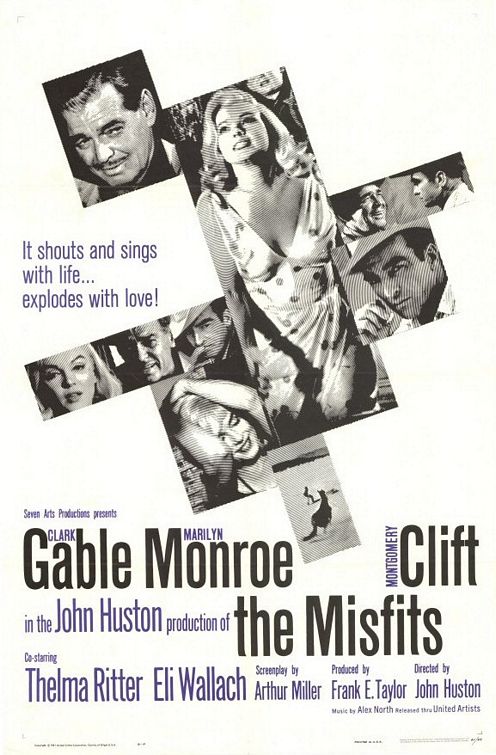 It shouts and sings
with life...
explodes with love!
Seven Arts Productions presents
CLARK Gable MARILYN Monroe MONTGOMERY Clift
in the John Huston production of the Misfits
Co-starring
Thelma Ritter Eli Wallach
Screenplay by
Arthur Miller
Produced by
Frank E. Taylor
Directed by
John Huston
Music by Alex North Released thru United Artists